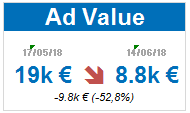 Ad Value
17/05/18 14/06/18
19k € 8.8k €
-9.8k € (-52,8%)